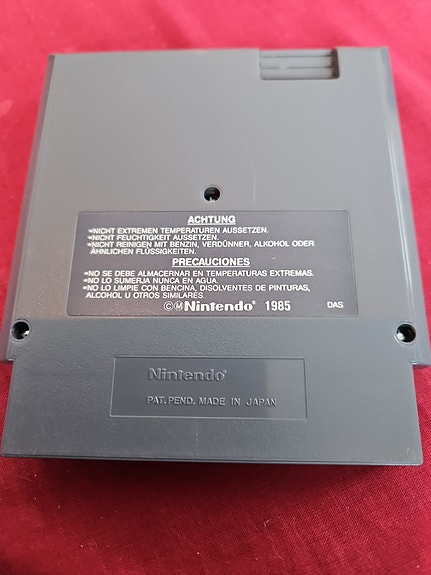 ACHTUNG
•NICHT EXTREMEN TEMPERATUREN AUSSETZEN.
•NICHT FEUCHTIGKEIT AUSSETZEN.
•NICHT REINIGEN MIT BENZIN, VERDÜNNER, ALKOHOL ODER
ÄHNLICHEN FLÜSSIGKEITEN.
PRECAUCIONES
•NO SE DEBE ALMACERNAR EN TEMPERATURAS EXTREMAS.
•NO LO SUMERJA NUNCA EN AGUA.
•NO LO LIMPIE CON BENCINA, DISOLVENTES DE PINTURAS,
ALCOHOL U OTROS SIMILARES.
©Ⓜ Nintendo® 1985 DAS
Nintendo®
PAT. PEND. MADE IN JAPAN